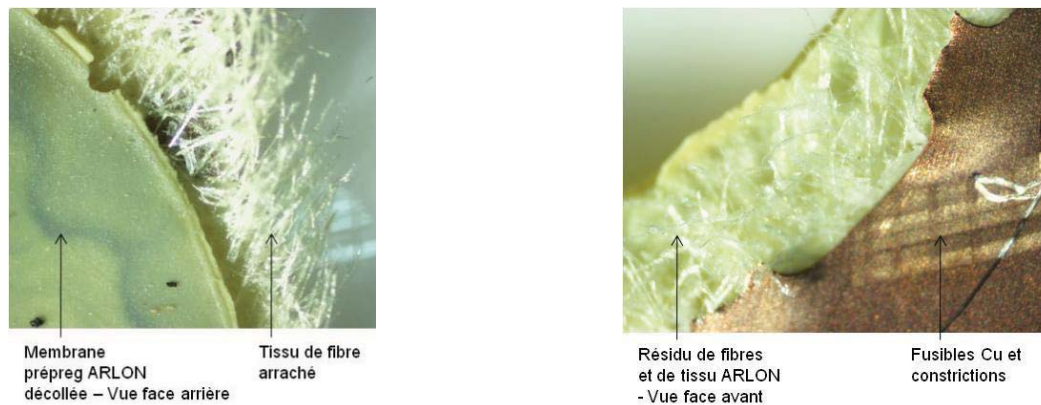 Membrane
prépreg ARLON
décollée – Vue face arrière
Tissu de fibre
arraché
Résidu de fibres
et de tissu ARLON
- Vue face avant
Fusibles Cu et
constrictions